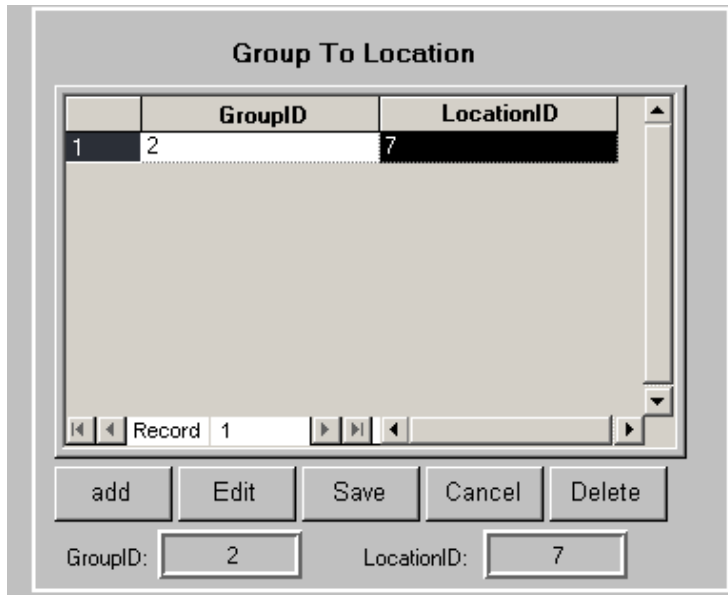 Group To Location
GroupID LocationID
1 2 7
Record 1
add Edit Save Cancel Delete
GroupID: 2 LocationID: 7